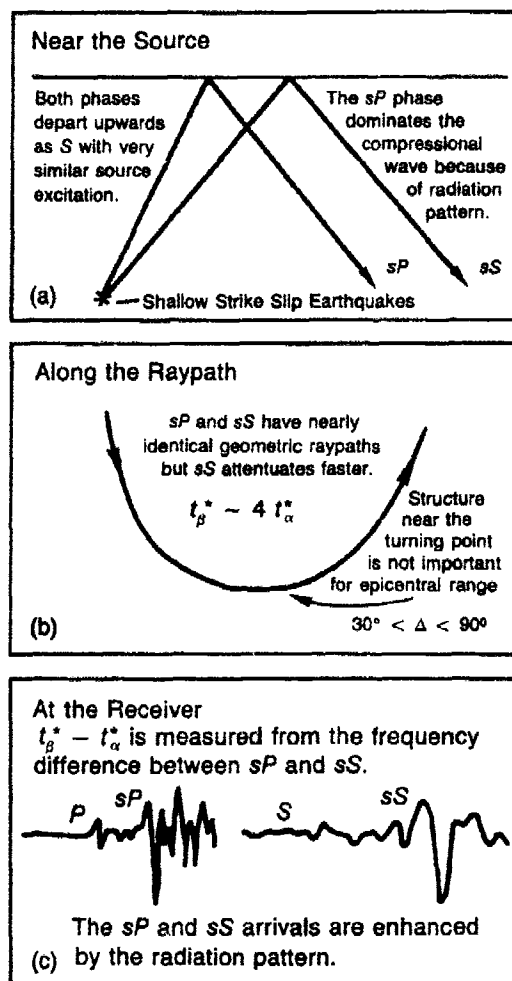 Near the Source
Both phases
depart upwards
as S with very
similar source
excitation.
The sP phase
dominates the
compressional
wave because
of radiation
pattern.
sP
sS
(a)
Shallow Strike Slip Earthquakes
Along the Raypath
sP and sS have nearly
identical geometric raypaths
but sS attentuates faster.
t*β ~ 4 t*α
Structure
near the
turning point
is not important
for epicentral range
30° < Δ < 90°
(b)
At the Receiver
t*β − t*α is measured from the frequency
difference between sP and sS.
P
sP
S
sS
The sP and sS arrivals are enhanced
(c) by the radiation pattern.